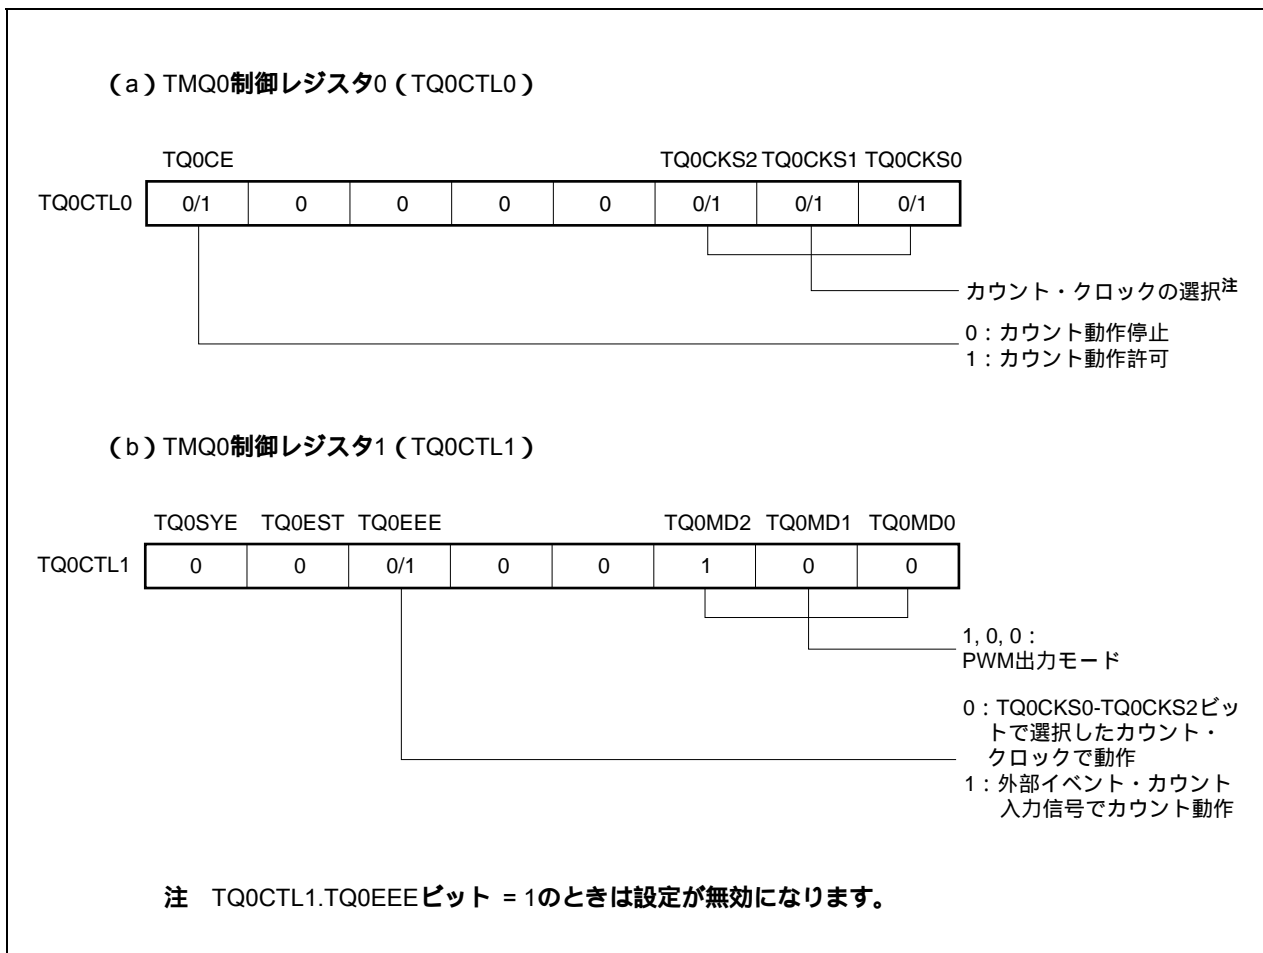 (a)TMQ0制御レジスタ0(TQ0CTL0)
TQ0CE TQ0CKS2 TQ0CKS1 TQ0CKS0
TQ0CTL0 0/1 0 0 0 0 0/1 0/1 0/1
カウント・クロックの選択注
0:カウント動作停止
1:カウント動作許可
(b)TMQ0制御レジスタ1(TQ0CTL1)
TQ0SYE TQ0EST TQ0EEE TQ0MD2 TQ0MD1 TQ0MD0
TQ0CTL1 0 0 0/1 0 0 1 0 0
1, 0, 0:
PWM出力モード
0:TQ0CKS0-TQ0CKS2ビッ
トで選択したカウント・
クロックで動作
1:外部イベント・カウント
入力信号でカウント動作
注 TQ0CTL1.TQ0EEEビット = 1のときは設定が無効になります。